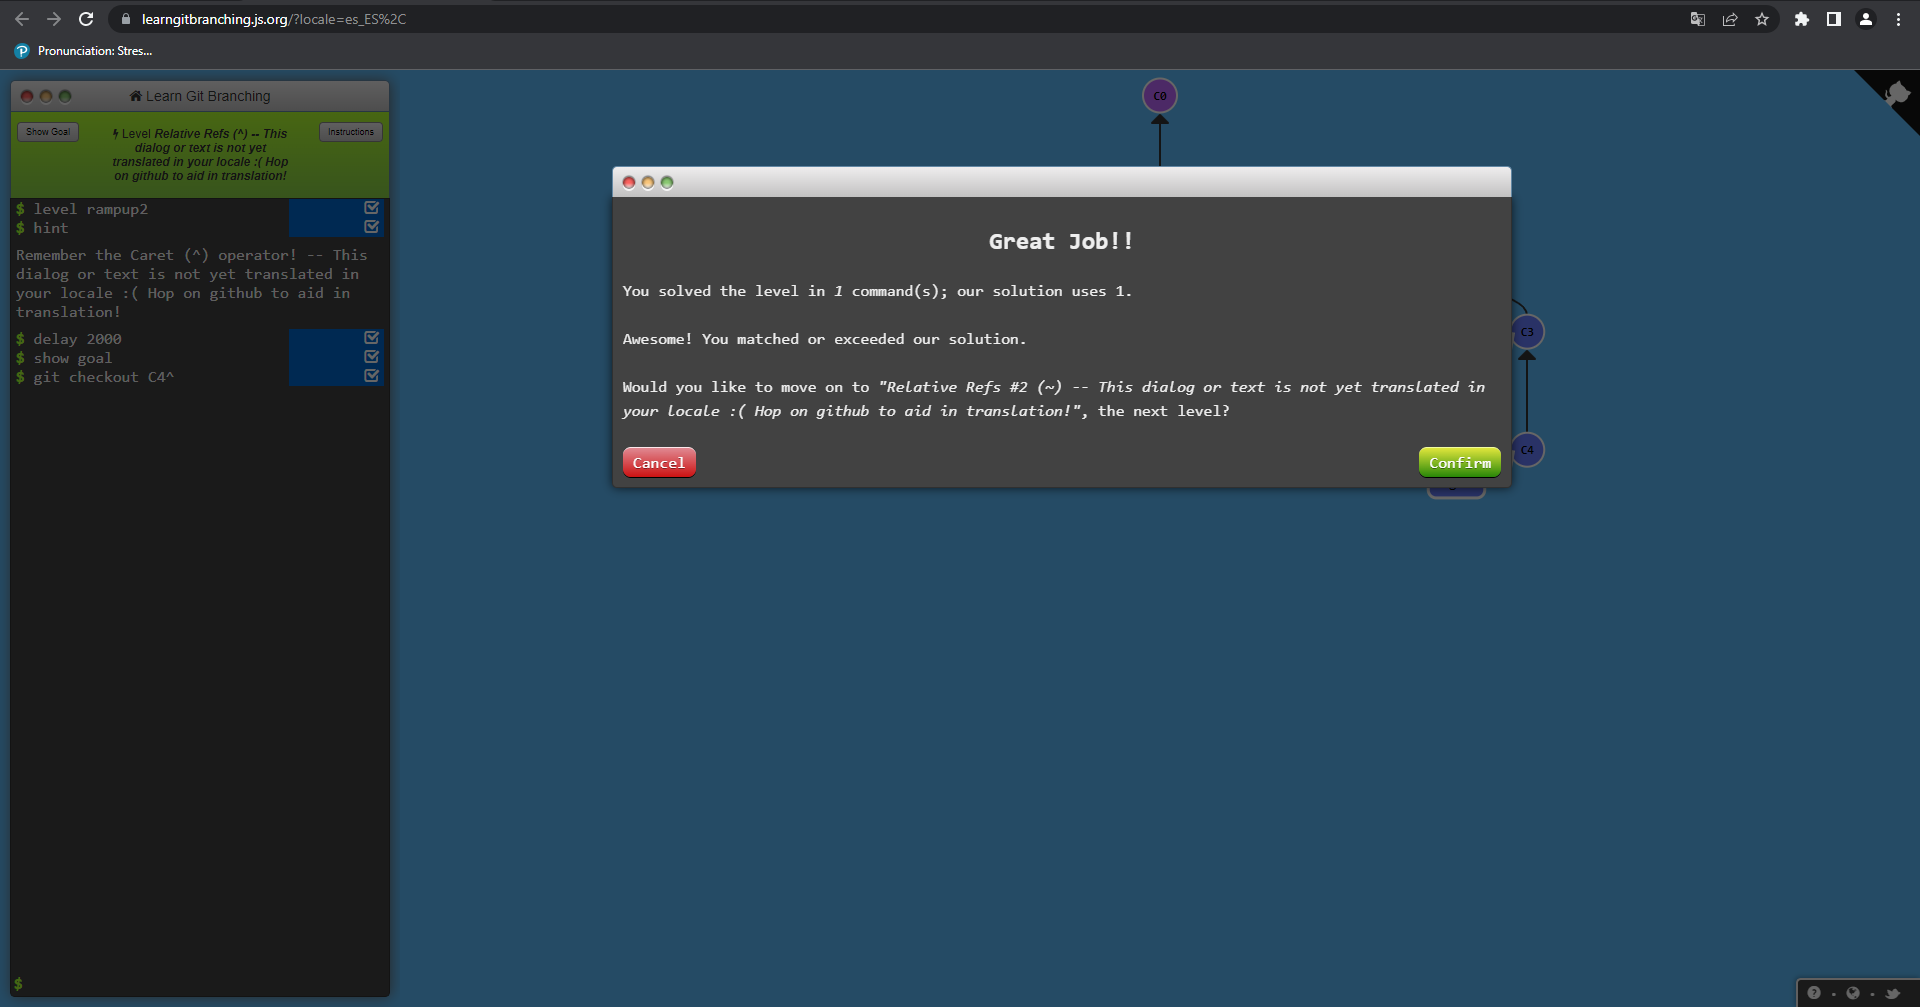 learngitbranching.js.org/?locale=es_ES%2C
Pronunciation: Stres...
Learn Git Branching
Show Goal
Level Relative Refs (^) -- This
dialog or text is not yet
translated in your locale :( Hop
on github to aid in translation!
Instructions
$ level rampup2
$ hint
Remember the Caret (^) operator! -- This
dialog or text is not yet translated in
your locale :( Hop on github to aid in
translation!
$ delay 2000
$ show goal
$ git checkout C4^
$
C0
Great Job!!
You solved the level in 1 command(s); our solution uses 1.
Awesome! You matched or exceeded our solution.
Would you like to move on to "Relative Refs #2 (~) -- This dialog or text is not yet translated in
your locale :( Hop on github to aid in translation!", the next level?
Cancel
Confirm
C3
C4